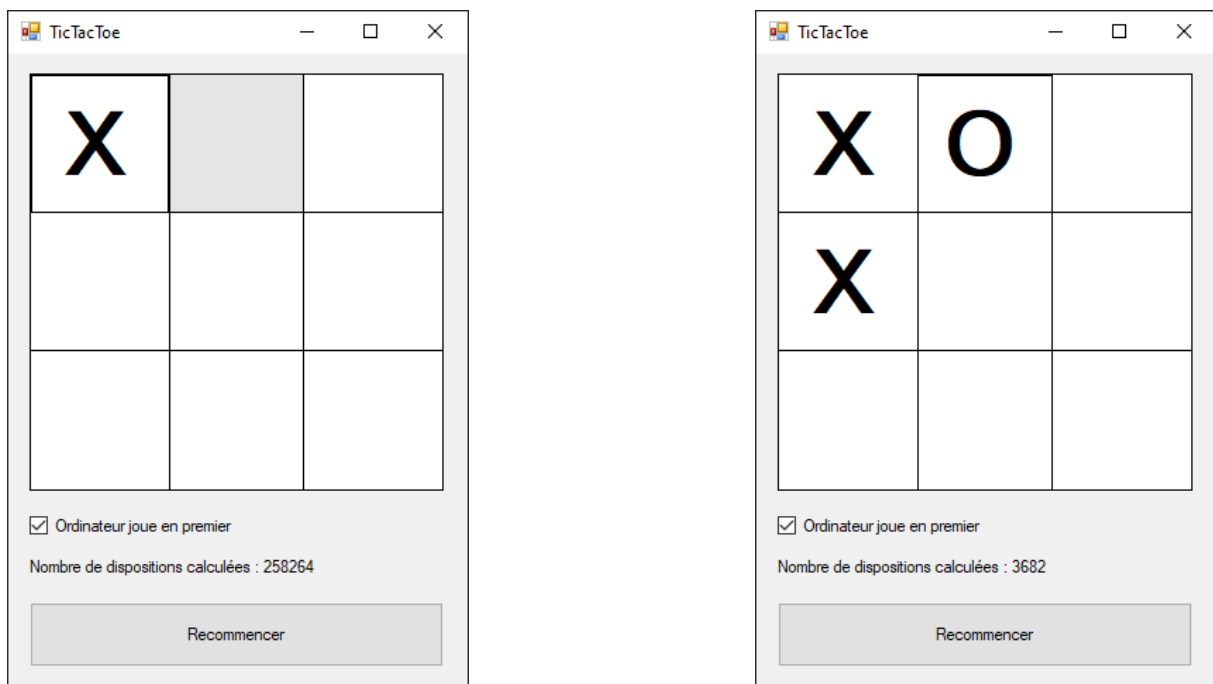 TicTacToe
X
Ordinateur joue en premier
Nombre de dispositions calculées : 258264
Recommencer
TicTacToe
X O
X
Ordinateur joue en premier
Nombre de dispositions calculées : 3682
Recommencer